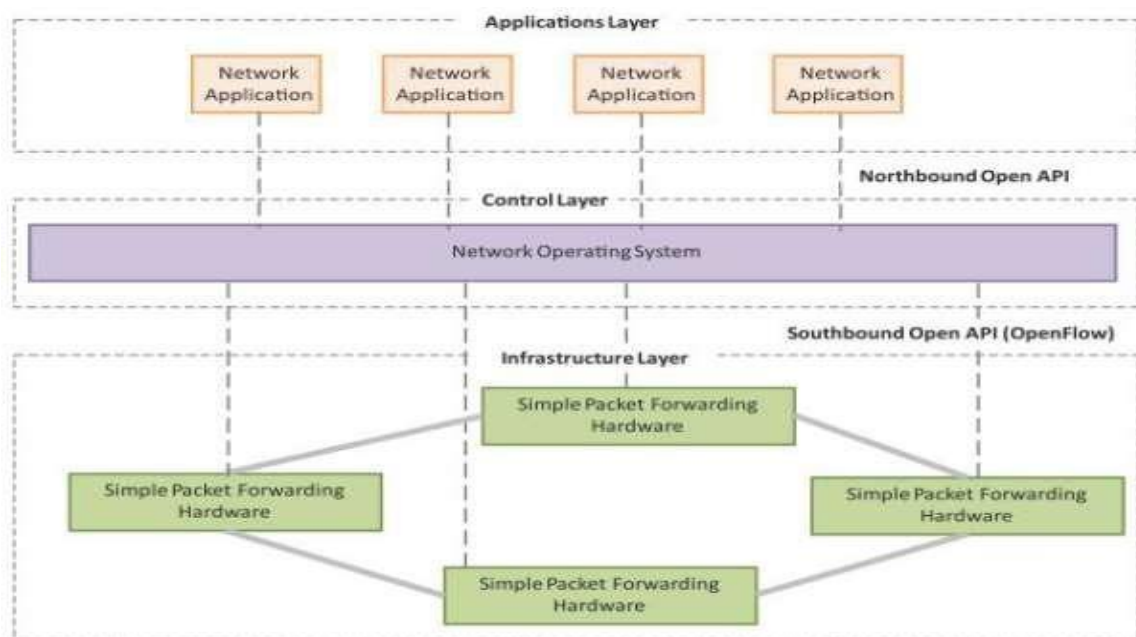 Applications Layer
Network
Application
Network
Application
Network
Application
Network
Application
Northbound Open API
Control Layer
Network Operating System
Southbound Open API (OpenFlow)
Infrastructure Layer
Simple Packet Forwarding
Hardware
Simple Packet Forwarding
Hardware
Simple Packet Forwarding
Hardware
Simple Packet Forwarding
Hardware